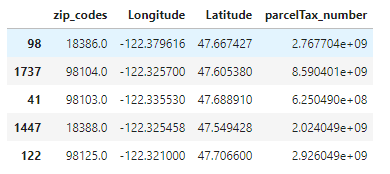 zip_codes Longitude Latitude parcelTax_number
98 18386.0 -122.379616 47.667427 2.767704e+09
1737 98104.0 -122.325700 47.605380 8.590401e+09
41 98103.0 -122.335530 47.688910 6.250490e+08
1447 18388.0 -122.325458 47.549428 2.024049e+09
122 98125.0 -122.321000 47.706600 2.926049e+09